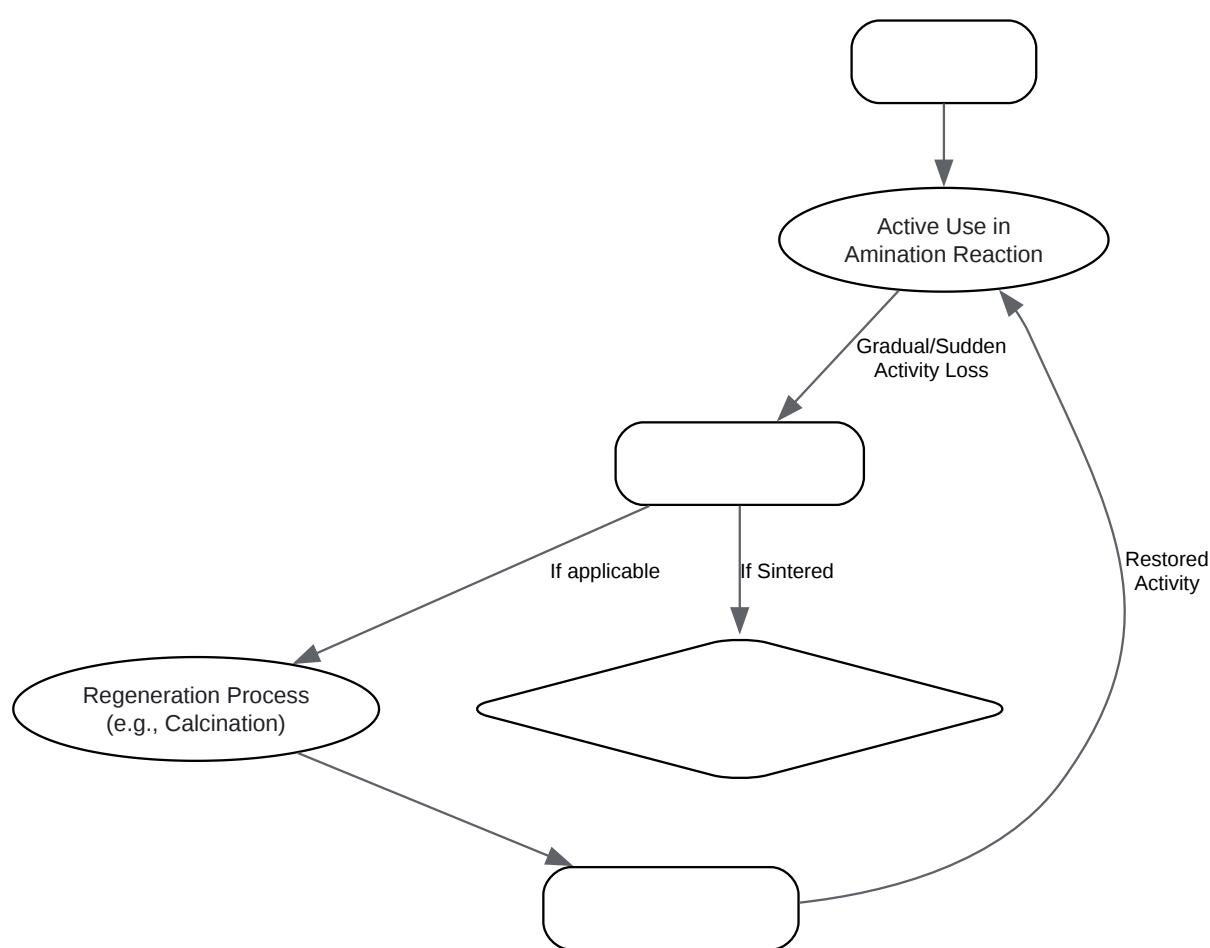 Active Use in
Amination Reaction
Gradual/Sudden
Activity Loss
If applicable
If Sintered
Restored
Activity
Regeneration Process
(e.g., Calcination)